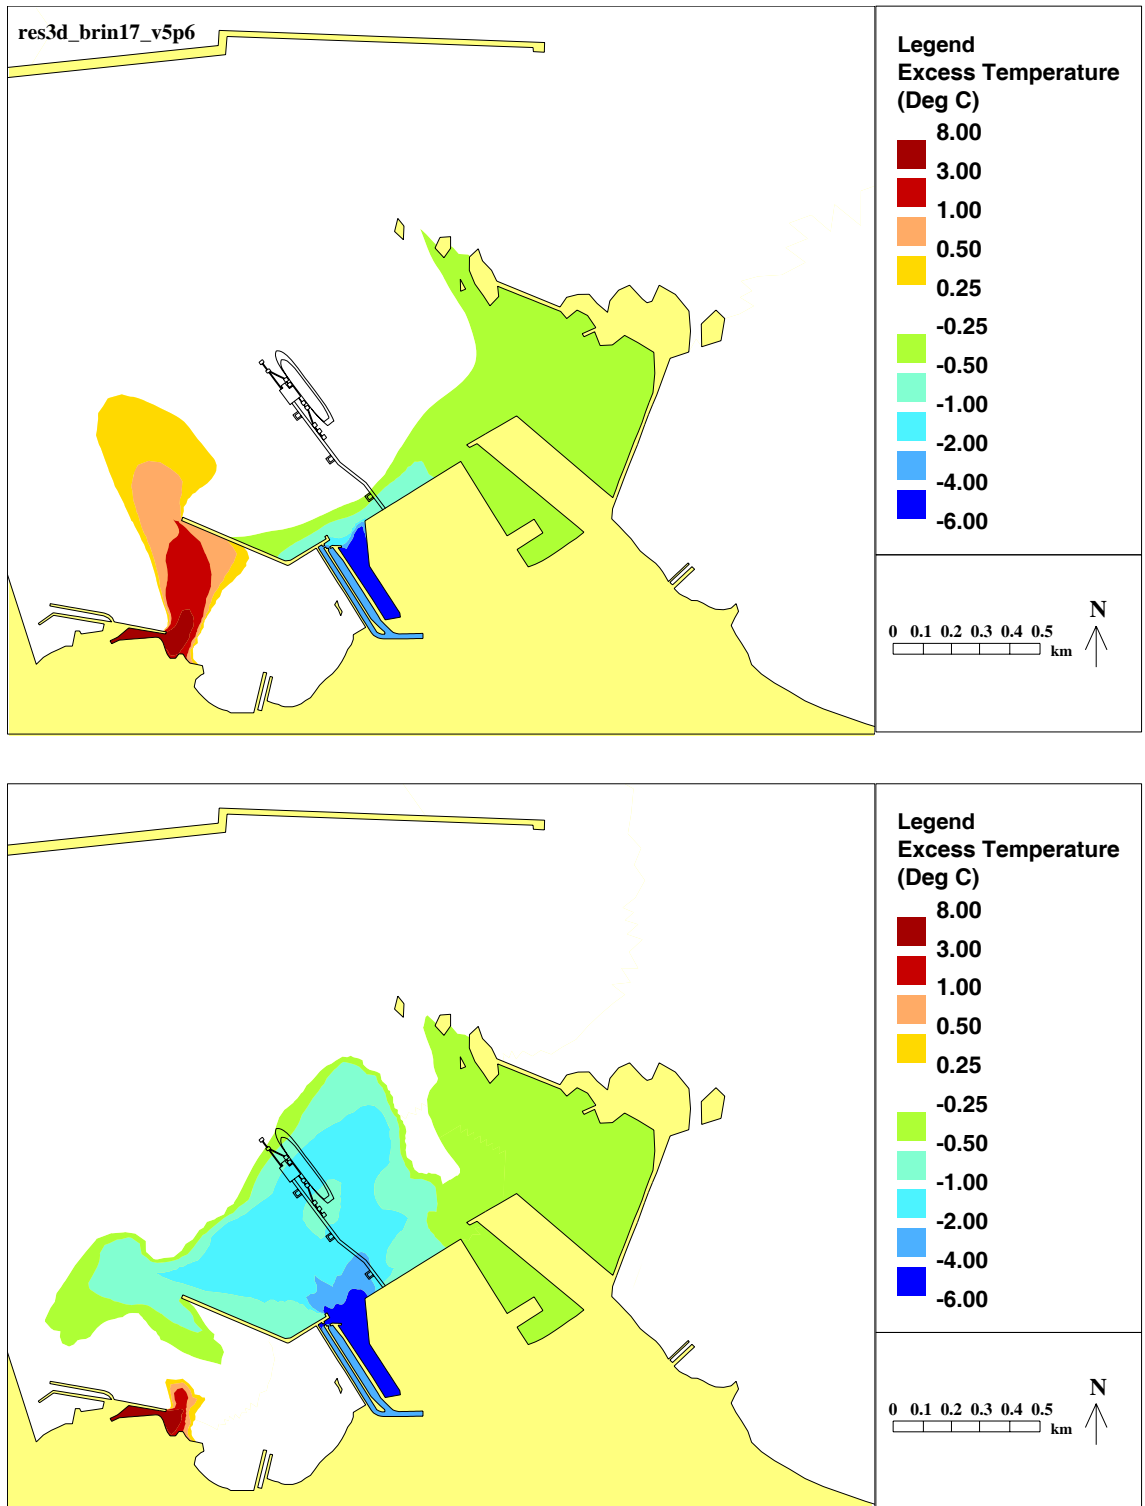 res3d_brin17_v5p6
Legend
Excess Temperature
(Deg C)
8.00
3.00
1.00
0.50
0.25
-0.25
-0.50
-1.00
-2.00
-4.00
-6.00
N
0 0.1 0.2 0.3 0.4 0.5
km
Legend
Excess Temperature
(Deg C)
8.00
3.00
1.00
0.50
0.25
-0.25
-0.50
-1.00
-2.00
-4.00
-6.00
N
0 0.1 0.2 0.3 0.4 0.5
km